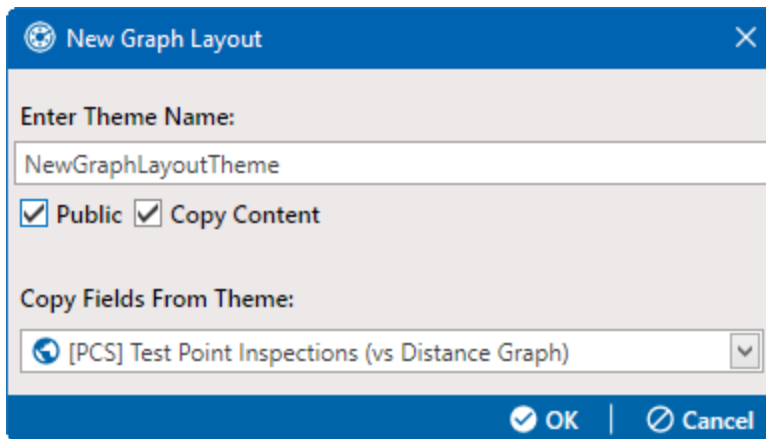 New Graph Layout
Enter Theme Name:
NewGraphLayoutTheme
Public Copy Content
Copy Fields From Theme:
[PCS] Test Point Inspections (vs Distance Graph)
OK | Cancel